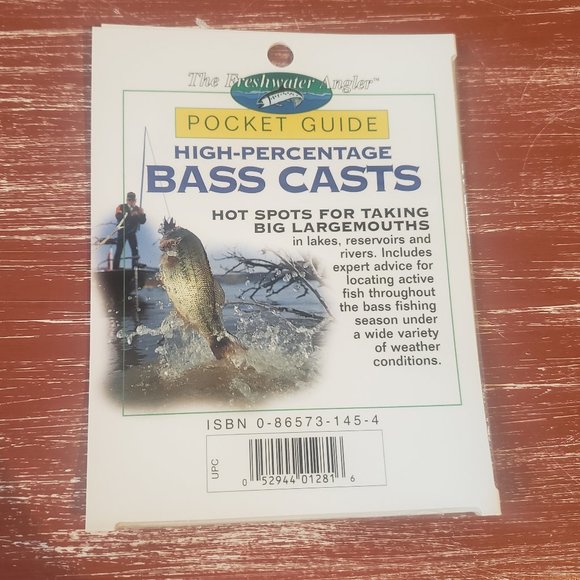 The Freshwater Angler™
POCKET GUIDE
HIGH-PERCENTAGE
BASS CASTS
HOT SPOTS FOR TAKING
BIG LARGEMOUTHS
in lakes, reservoirs and
rivers. Includes
expert advice for
locating active
fish throughout
the bass fishing
season under
a wide variety
of weather
conditions.
ISBN 0-86573-145-4
UPC
0 52944 01281 6